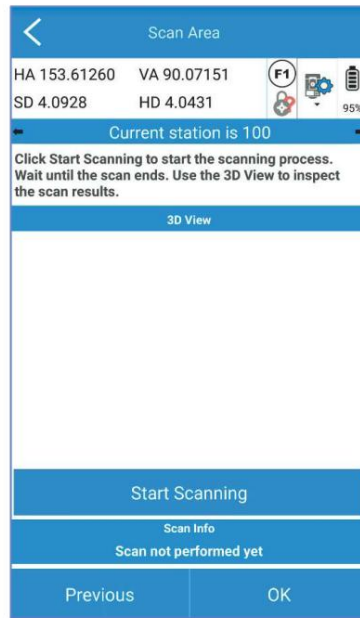 Scan Area
HA 153.61260 VA 90.07151
F1
SD 4.0928 HD 4.0431
95%
Current station is 100
Click Start Scanning to start the scanning process.
Wait until the scan ends. Use the 3D View to inspect
the scan results.
3D View
Start Scanning
Scan Info
Scan not performed yet
Previous OK